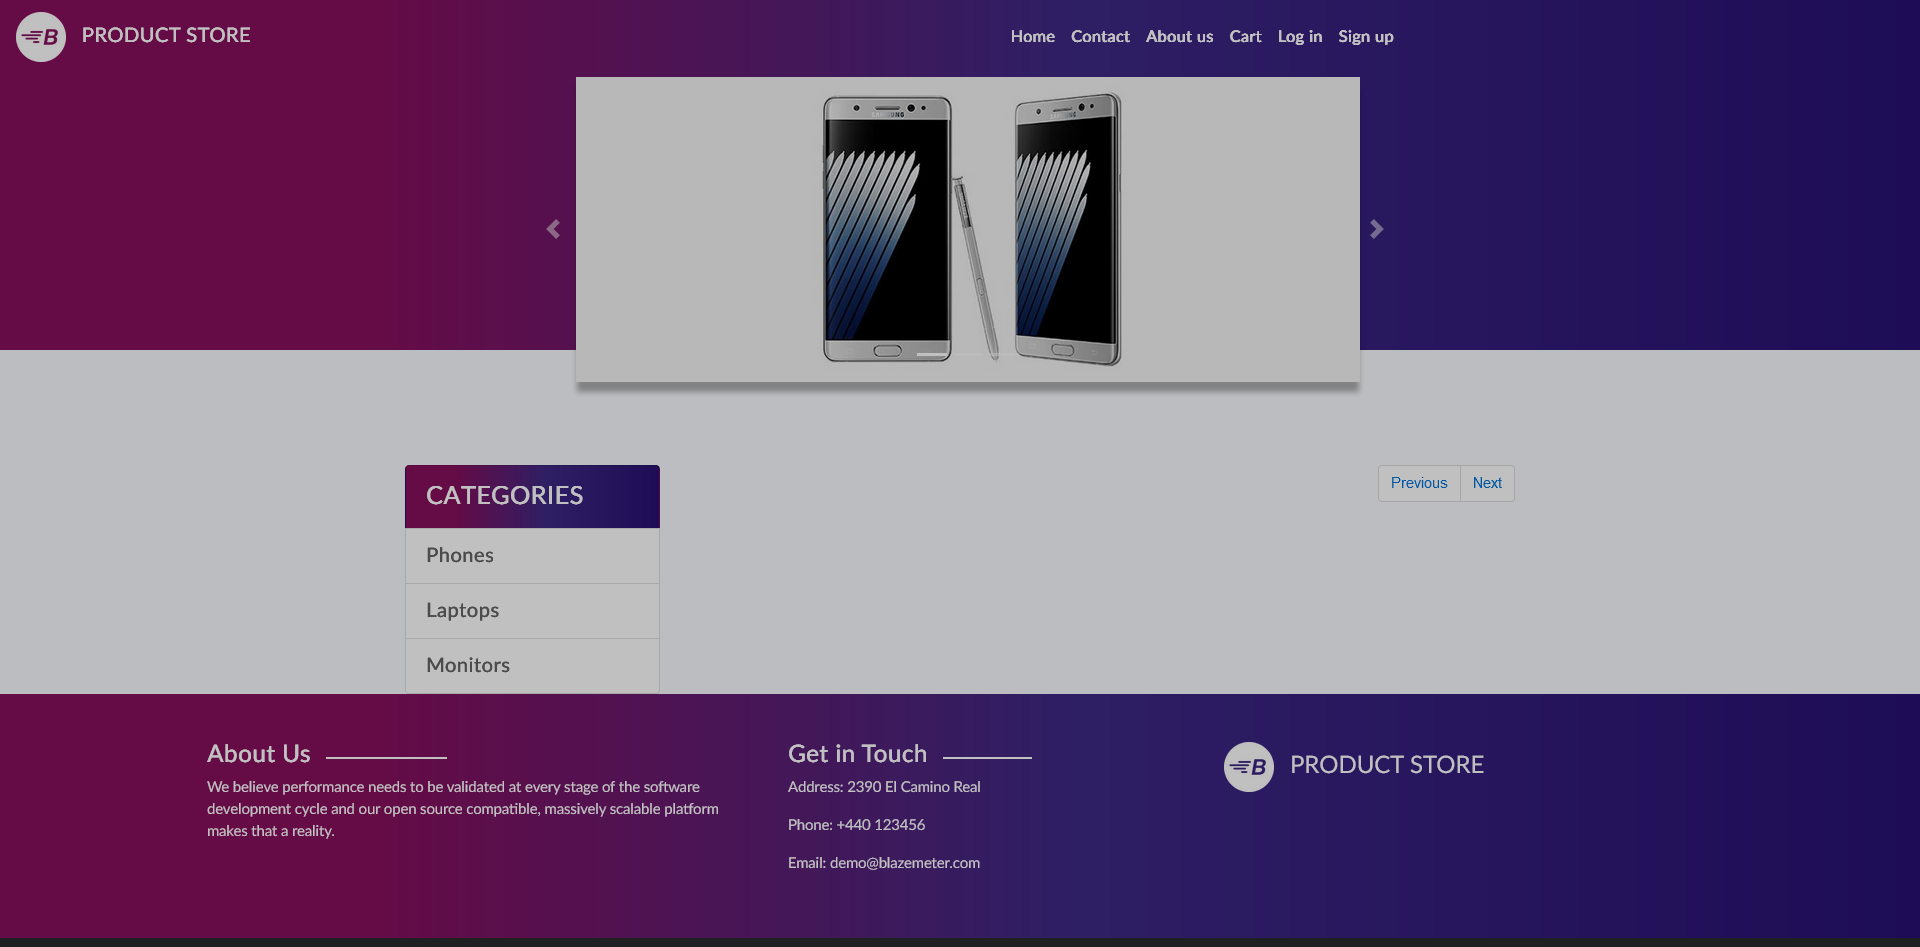 PRODUCT STORE
Home Contact About us Cart Log in Sign up
SAMSUNG
CATEGORIES
Previous Next
Phones
Laptops
Monitors
About Us
We believe performance needs to be validated at every stage of the software
development cycle and our open source compatible, massively scalable platform
makes that a reality.
Get in Touch
Address: 2390 El Camino Real
Phone: +440 123456
Email: demo@blazemeter.com
B PRODUCT STORE